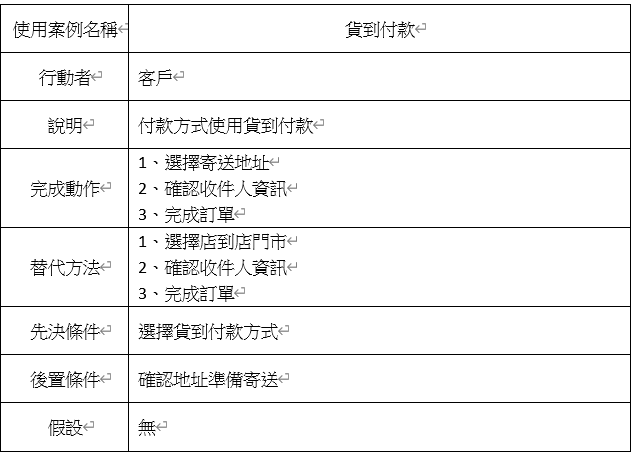 使用案例名稱 貨到付款
行動者 客戶
說明 付款方式使用貨到付款
完成動作
1、選擇寄送地址
2、確認收件人資訊
3、完成訂單
替代方法
1、選擇店到店門市
2、確認收件人資訊
3、完成訂單
先決條件 選擇貨到付款方式
後置條件 確認地址準備寄送
假設 無